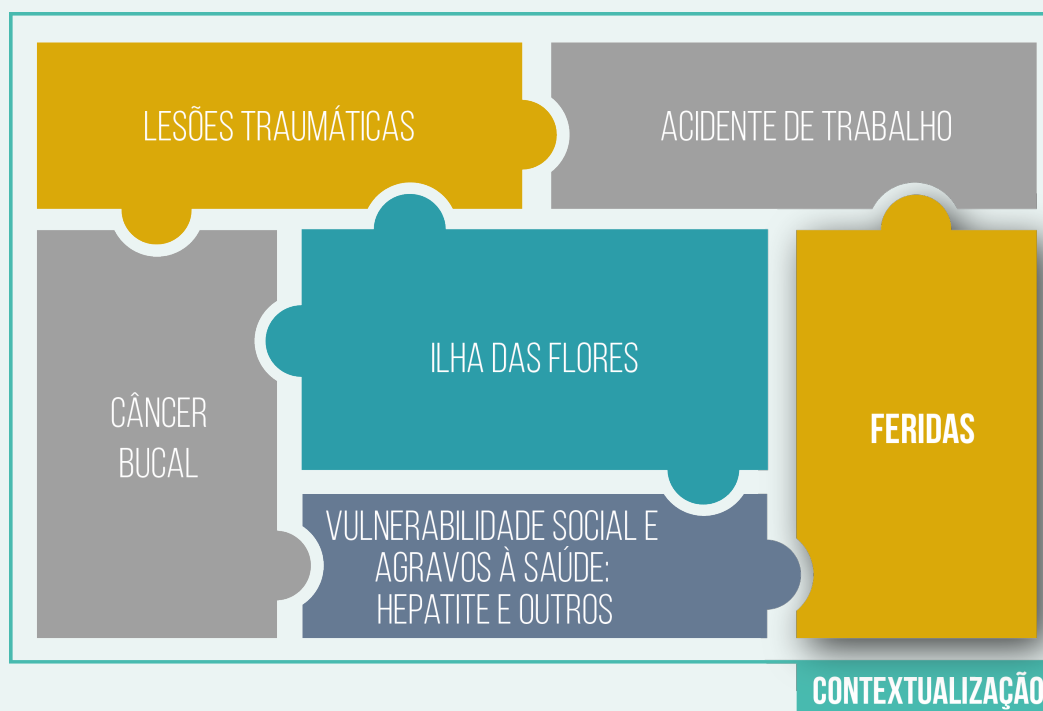 LESÕES TRAUMÁTICAS
ACIDENTE DE TRABALHO
ILHA DAS FLORES
CÂNCER
BUCAL
FERIDAS
VULNERABILIDADE SOCIAL E
AGRAVOS À SAÚDE:
HEPATITE E OUTROS
CONTEXTUALIZAÇÃO